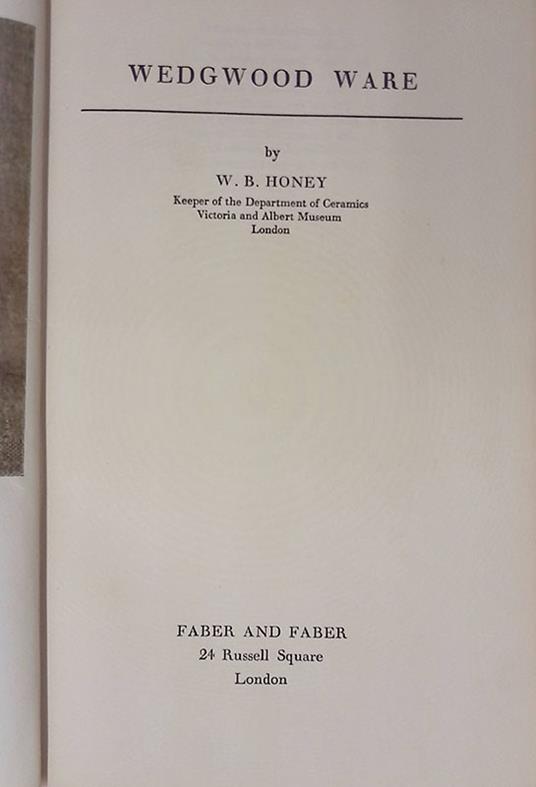 WEDGWOOD WARE
by
W. B. HONEY
Keeper of the Department of Ceramics
Victoria and Albert Museum
London
FABER AND FABER
24 Russell Square
London